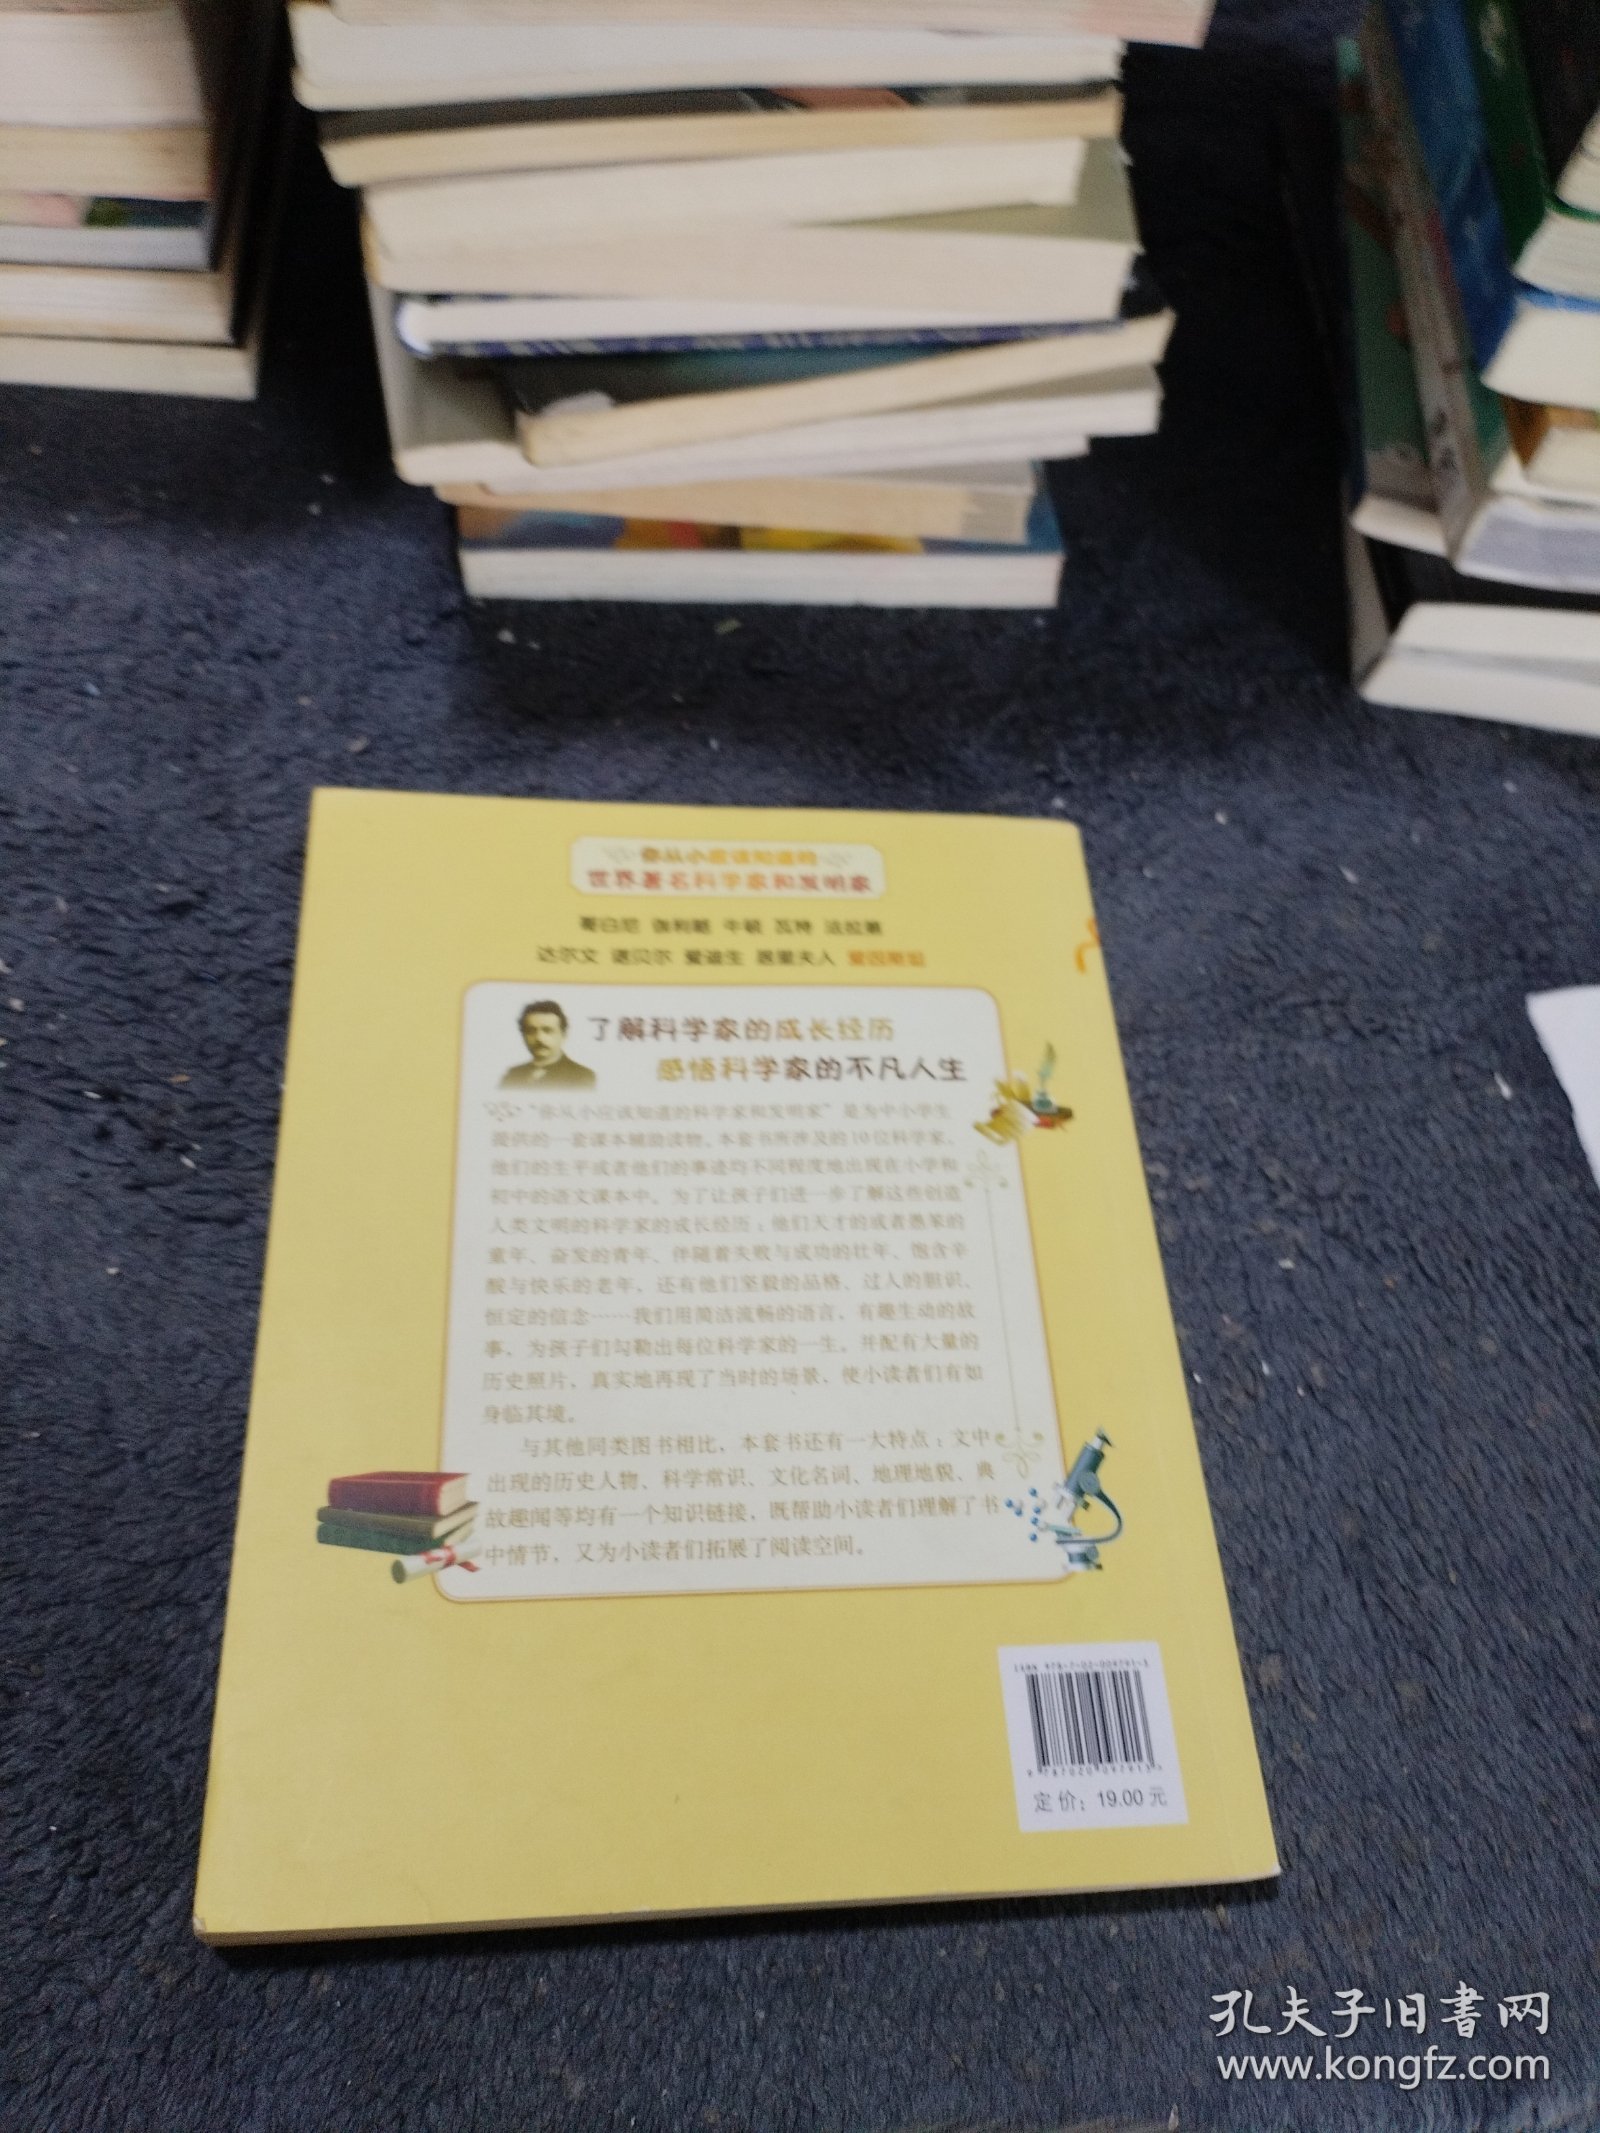 你从小应该知道的
世界著名科学家和发明家
哥白尼 伽利略 牛顿 瓦特 法拉第
达尔文 诺贝尔 爱迪生 居里夫人 爱因斯坦
了解科学家的成长经历
感悟科学家的不凡人生
“你从小应该知道的科学家和发明家”是为中小学生
提供的一套课本辅助读物。本套书所涉及的10位科学家，
他们的生平或者他们的事迹均不同程度地出现在小学和
初中的语文课本中。为了让孩子们进一步了解这些创造
人类文明的科学家的成长经历：他们天才的或者愚笨的
童年、奋发的青年、伴随着失败与成功的壮年、饱含辛
酸与快乐的老年，还有他们坚毅的品格、过人的胆识、
恒定的信念……我们用简洁流畅的语言，有趣生动的故
事，为孩子们勾勒出每位科学家的一生。并配有大量的
历史照片，真实地再现了当时的场景，使小读者们有如
身临其境。
与其他同类图书相比，本套书还有一大特点：文中
出现的历史人物、科学常识、文化名词、地理地貌、典
故趣闻等均有一个知识链接，既帮助小读者们理解了书
中情节，又为小读者们拓展了阅读空间。
ISBN 978-7-02-009791-3
9 787020 097913
定价：19.00元
孔夫子旧書网
www.kongfz.com